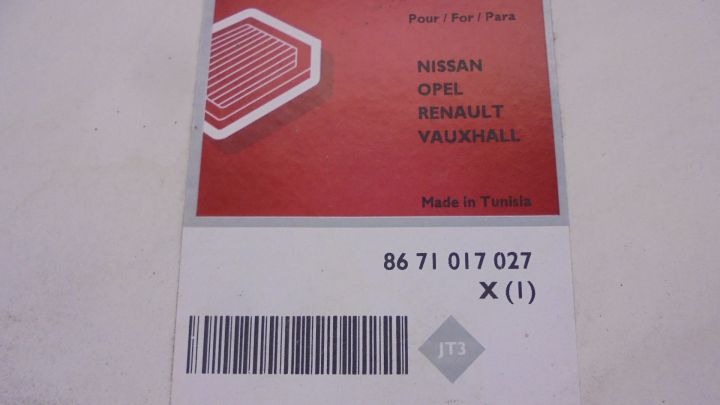 Pour / For / Para
NISSAN
OPEL
RENAULT
VAUXHALL
Made in Tunisia
86 71 017 027
X (1)
JT3